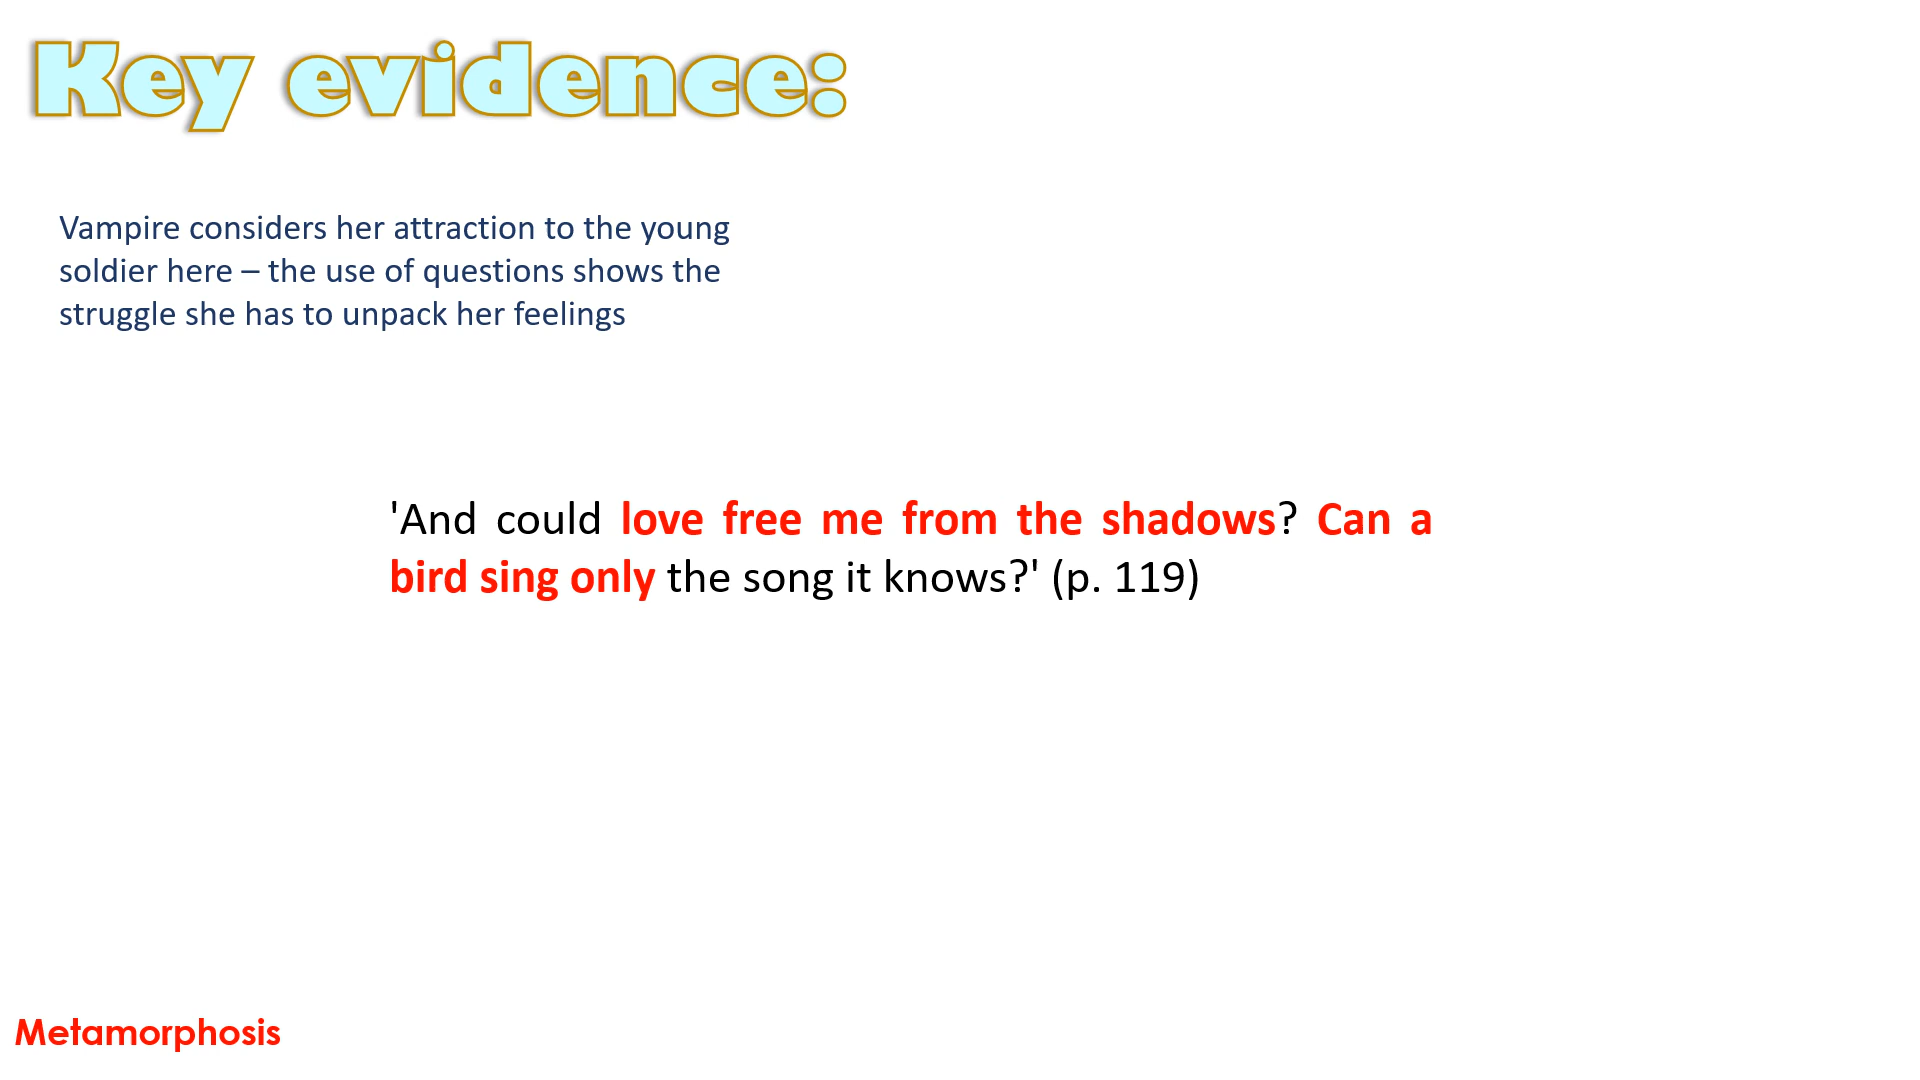 Key evidence:
Vampire considers her attraction to the young
soldier here – the use of questions shows the
struggle she has to unpack her feelings
'And could love free me from the shadows? Can a
bird sing only the song it knows?' (p. 119)
Metamorphosis